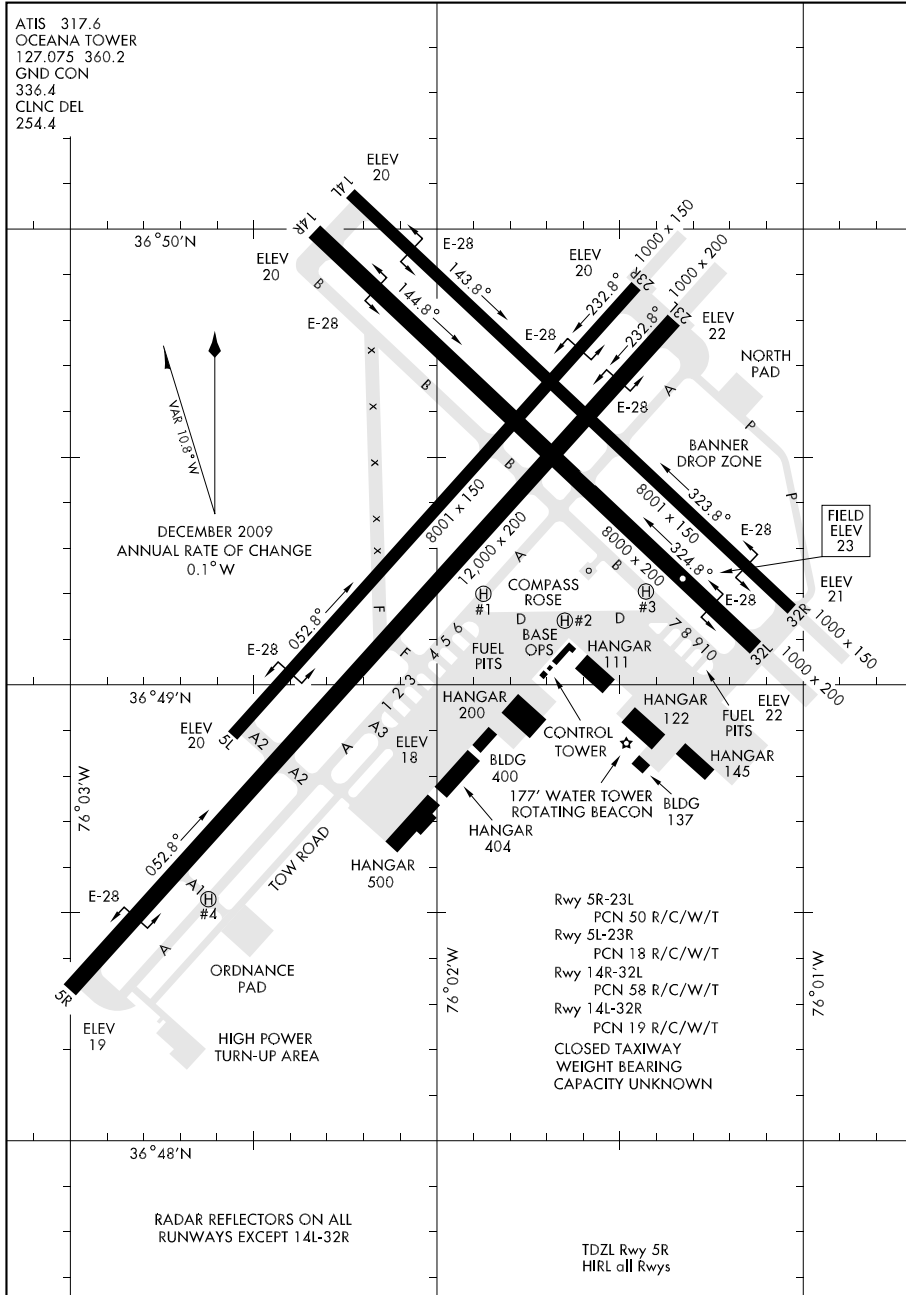 ATIS 317.6
OCEANA TOWER
127.075 360.2
GND CON
336.4
CLNC DEL
254.4
14L
ELEV
20
14R
ELEV
20
36°50'N
E-28
143.8°
144.8°
E-28
B
ELEV
20
23R
1000 x 150
232.8°
23L
1000 x 200
232.8°
ELEV
22
E-28
E-28
NORTH
PAD
A
P
VAR 10.8°W
X
X
X
X
X
B
B
BANNER
DROP ZONE
P
DECEMBER 2009
ANNUAL RATE OF CHANGE
0.1°W
8001 x 150
12,000 x 200
323.8°
8001 x 150
324.8°
8000 x 200
E-28
FIELD
ELEV
23
A
B
COMPASS
ROSE
H
#1
H
#2
H
#3
E-28
ELEV
21
32R
1000 x 150
32L
1000 x 200
ELEV
22
F
F
052.8°
E-28
D
D
7 8 9 10
1 2 3 4 5 6
FUEL
PITS
BASE
OPS
HANGAR
111
36°49'N
HANGAR
200
HANGAR
122
FUEL
PITS
ELEV
20
5L
A2
A2
A
A3
ELEV
18
CONTROL
TOWER
HANGAR
145
BLDG
400
177' WATER TOWER
ROTATING BEACON
BLDG
137
HANGAR
404
HANGAR
500
76°03'W
052.8°
TOW ROAD
E-28
A1
H
#4
A
5R
ELEV
19
ORDNANCE
PAD
HIGH POWER
TURN-UP AREA
76°02'W
76°01'W
Rwy 5R-23L
PCN 50 R/C/W/T
Rwy 5L-23R
PCN 18 R/C/W/T
Rwy 14R-32L
PCN 58 R/C/W/T
Rwy 14L-32R
PCN 19 R/C/W/T
CLOSED TAXIWAY
WEIGHT BEARING
CAPACITY UNKNOWN
36°48'N
RADAR REFLECTORS ON ALL
RUNWAYS EXCEPT 14L-32R
TDZL Rwy 5R
HIRL all Rwys